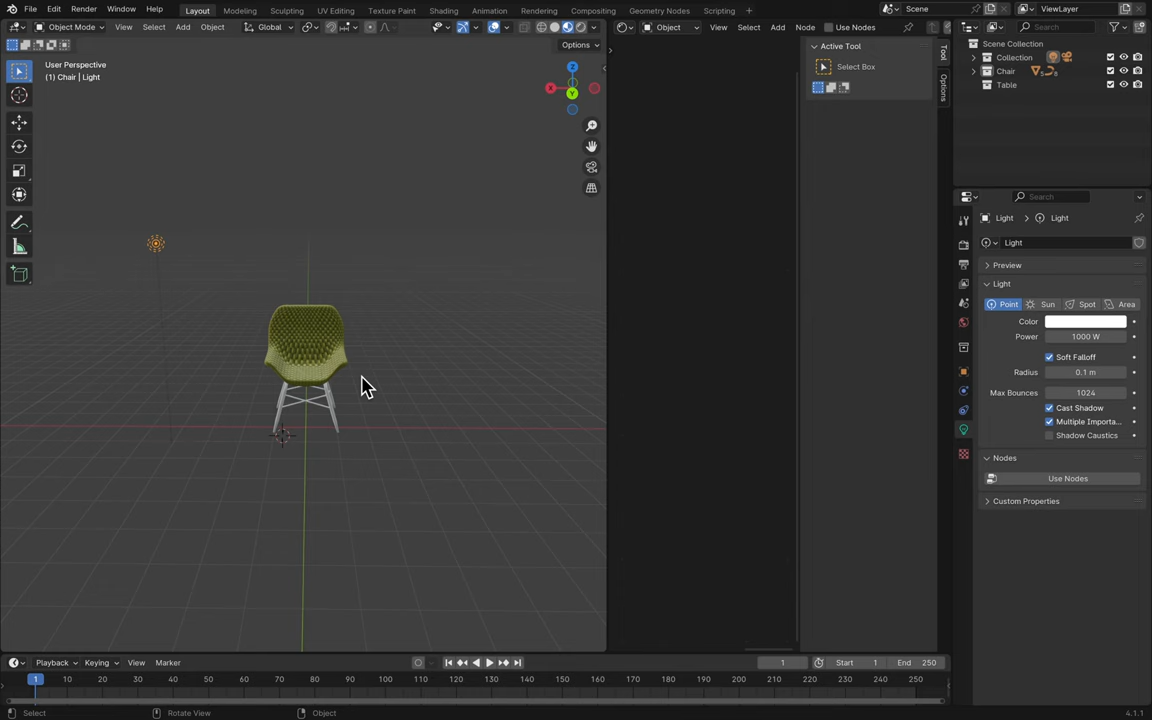 File Edit Render Window Help Layout Modeling Sculpting UV Editing Texture Paint Shading Animation Rendering Compositing Geometry Nodes Scripting + Scene ViewLayer
Object Mode View Select Add Object Global Object View Select Add Node Use Nodes Search
Options
User Perspective
(1) Chair | Light
Z
X
Y
Active Tool
Select Box
Tool
Options
Scene Collection
Collection
Chair 5 8
Table
Search
Light > Light
Light
Preview
Light
Point Sun Spot Area
Color
Power 1000 W
Soft Falloff
Radius 0.1 m
Max Bounces 1024
Cast Shadow
Multiple Importa...
Shadow Caustics
Nodes
Use Nodes
Custom Properties
Playback Keying View Marker 1 Start 1 End 250
1 10 20 30 40 50 60 70 80 90 100 110 120 130 140 150 160 170 180 190 200 210 220 230 240 250
Select Rotate View Object 4.1.1